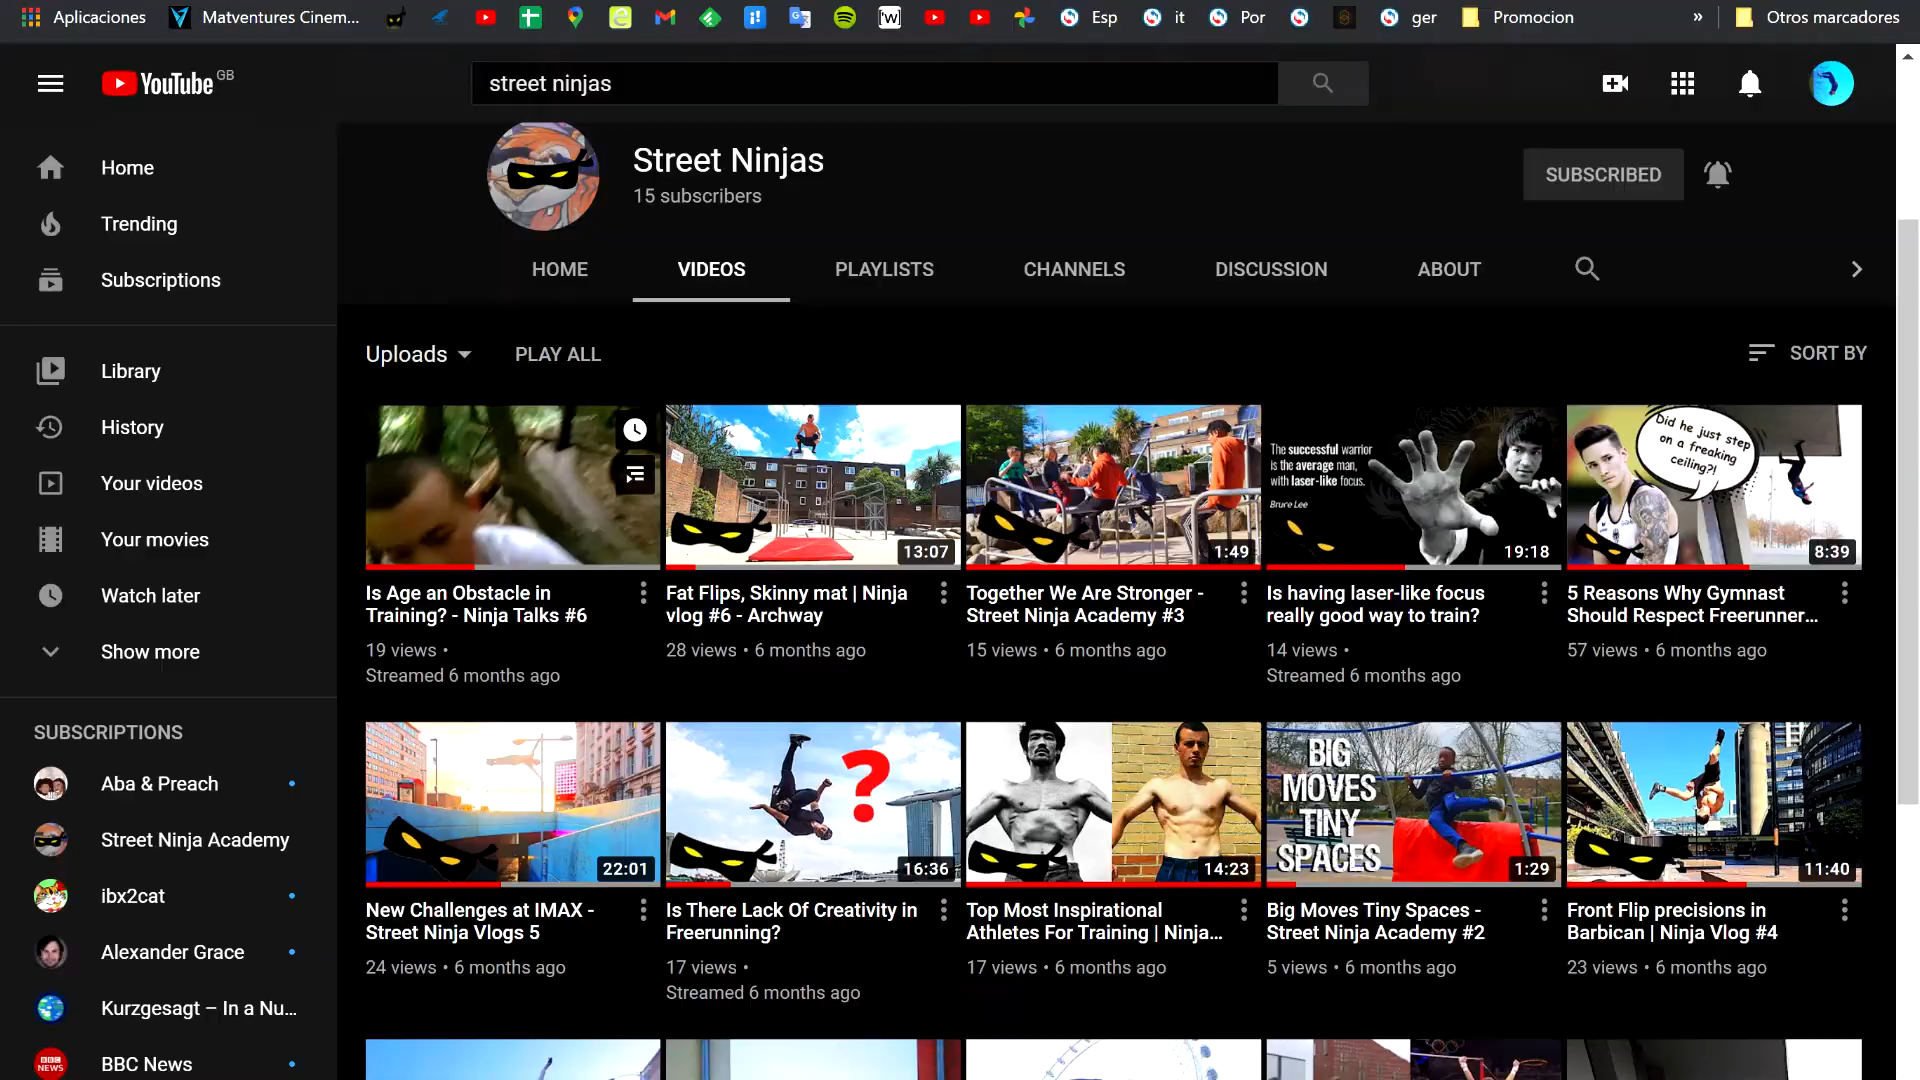 Aplicaciones
Matventures Cinem...
Esp
it
Por
ger
Promocion
»
Otros marcadores
YouTube GB
street ninjas
Home
Trending
Subscriptions
Library
History
Your videos
Your movies
Watch later
Show more
SUBSCRIPTIONS
Aba & Preach
Street Ninja Academy
ibx2cat
Alexander Grace
Kurzgesagt – In a Nu...
BBC NEWS
BBC News
Street Ninjas
15 subscribers
SUBSCRIBED
HOME
VIDEOS
PLAYLISTS
CHANNELS
DISCUSSION
ABOUT
Uploads
PLAY ALL
SORT BY
Is Age an Obstacle in
Training? - Ninja Talks #6
19 views •
Streamed 6 months ago
13:07
Fat Flips, Skinny mat | Ninja
vlog #6 - Archway
28 views • 6 months ago
1:49
Together We Are Stronger -
Street Ninja Academy #3
15 views • 6 months ago
The successful warrior
is the average man,
with laser-like focus.
Bruce Lee
19:18
Is having laser-like focus
really good way to train?
14 views •
Streamed 6 months ago
Did he just step
on a freaking
ceiling?!
8:39
5 Reasons Why Gymnast
Should Respect Freerunner...
57 views • 6 months ago
22:01
New Challenges at IMAX -
Street Ninja Vlogs 5
24 views • 6 months ago
?
16:36
Is There Lack Of Creativity in
Freerunning?
17 views •
Streamed 6 months ago
14:23
Top Most Inspirational
Athletes For Training | Ninja...
17 views • 6 months ago
BIG
MOVES
TINY
SPACES
1:29
Big Moves Tiny Spaces -
Street Ninja Academy #2
5 views • 6 months ago
11:40
Front Flip precisions in
Barbican | Ninja Vlog #4
23 views • 6 months ago